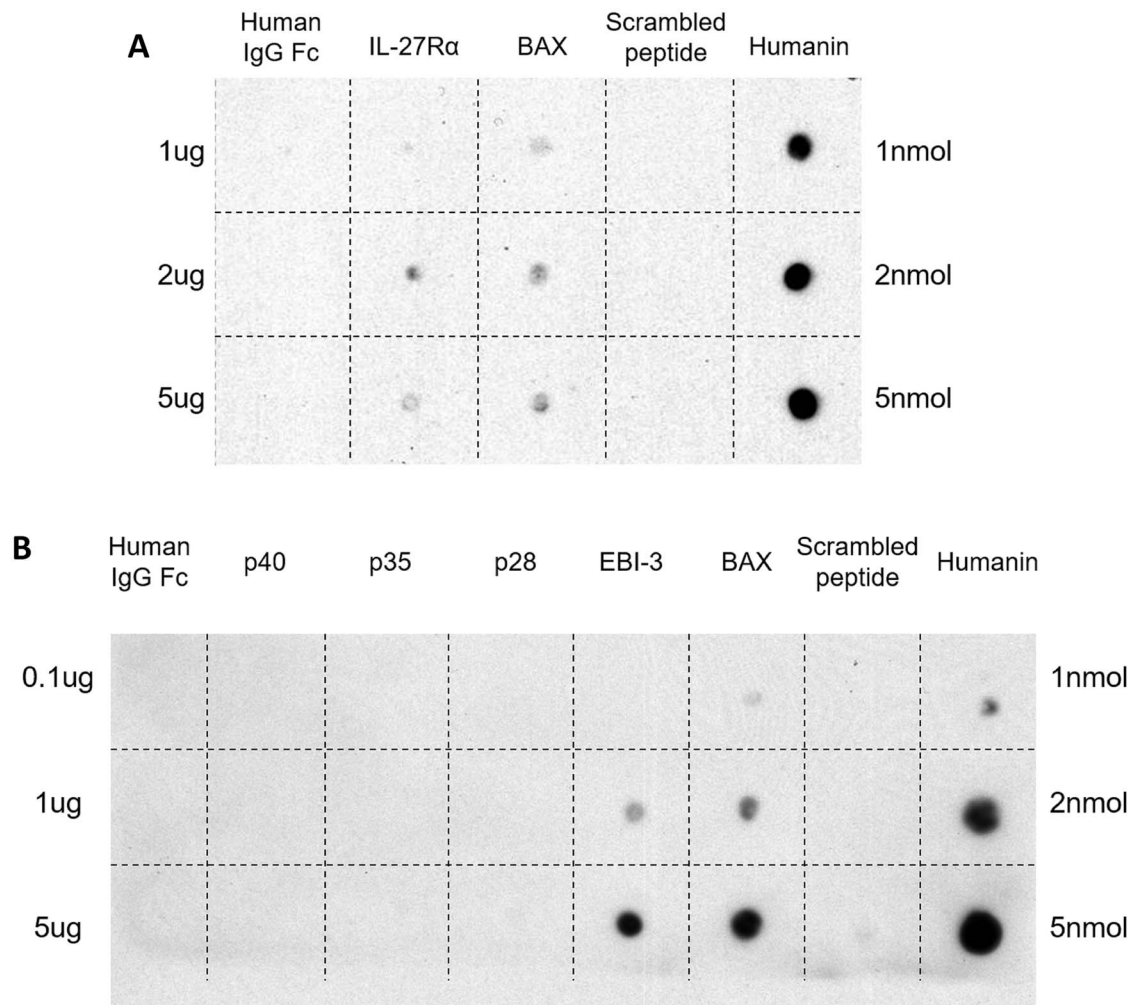 A
Human
IgG Fc
IL-27Rα
BAX
Scrambled
peptide
Humanin
1ug
1nmol
2ug
2nmol
5ug
5nmol
B
Human
IgG Fc
p40
p35
p28
EBI-3
BAX
Scrambled
peptide
Humanin
0.1ug
1nmol
1ug
2nmol
5ug
5nmol